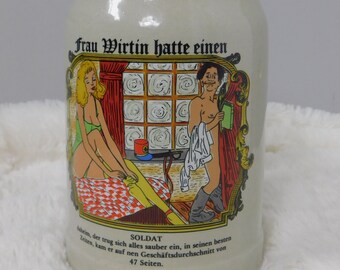 Frau Wirtin hatte einen
SOLDAT
der trug sich alles sauber ein, in seinen besten
Zeiten, kam er auf nen Geschäftsdurchschnitt von
47 Seiten.